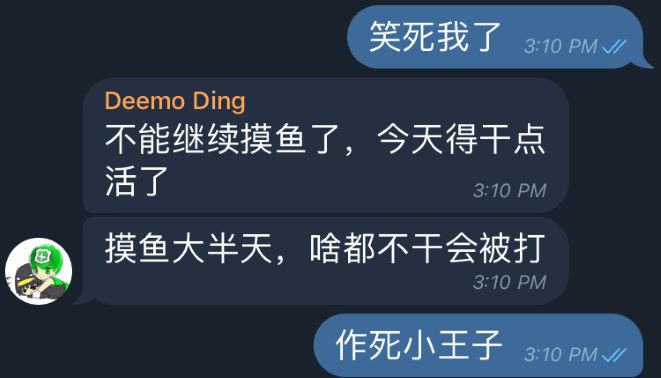 笑死我了 3:10 PM
Deemo Ding
不能继续摸鱼了，今天得干点
活了 3:10 PM
摸鱼大半天，啥都不干会被打
3:10 PM
作死小王子 3:10 PM